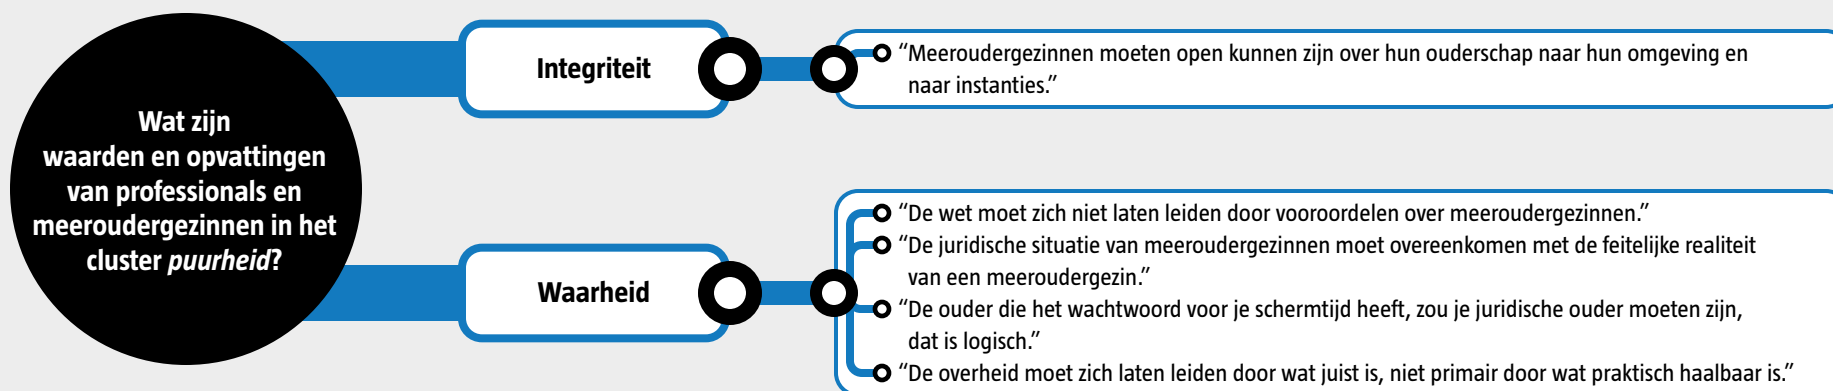 Wat zijn
waarden en opvattingen
van professionals en
meeroudergezinnen in het
cluster puurheid?
Integriteit
“Meeroudergezinnen moeten open kunnen zijn over hun ouderschap naar hun omgeving en
naar instanties.”
Waarheid
“De wet moet zich niet laten leiden door vooroordelen over meeroudergezinnen.”
“De juridische situatie van meeroudergezinnen moet overeenkomen met de feitelijke realiteit
van een meeroudergezin.”
“De ouder die het wachtwoord voor je schermtijd heeft, zou je juridische ouder moeten zijn,
dat is logisch.”
“De overheid moet zich laten leiden door wat juist is, niet primair door wat praktisch haalbaar is.”